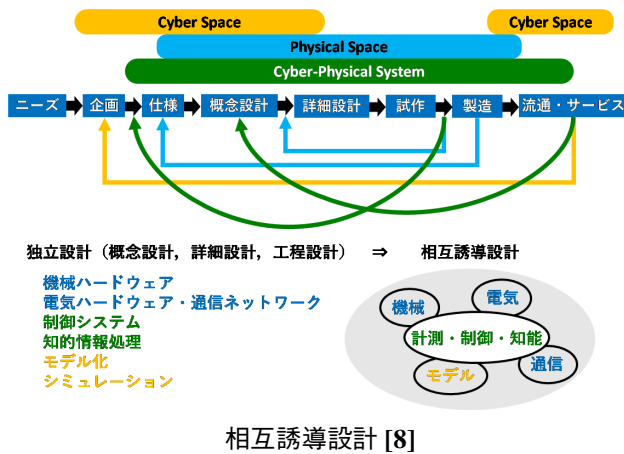 Cyber Space
Cyber Space
Physical Space
Cyber-Physical System
ニーズ 企画 仕様 概念設計 詳細設計 試作 製造 流通・サービス
独立設計（概念設計，詳細設計，工程設計） ⇒ 相互誘導設計
機械ハードウェア
電気ハードウェア・通信ネットワーク
制御システム
知的情報処理
モデル化
シミュレーション
機械
電気
計測・制御・知能
モデル
通信
相互誘導設計 [8]